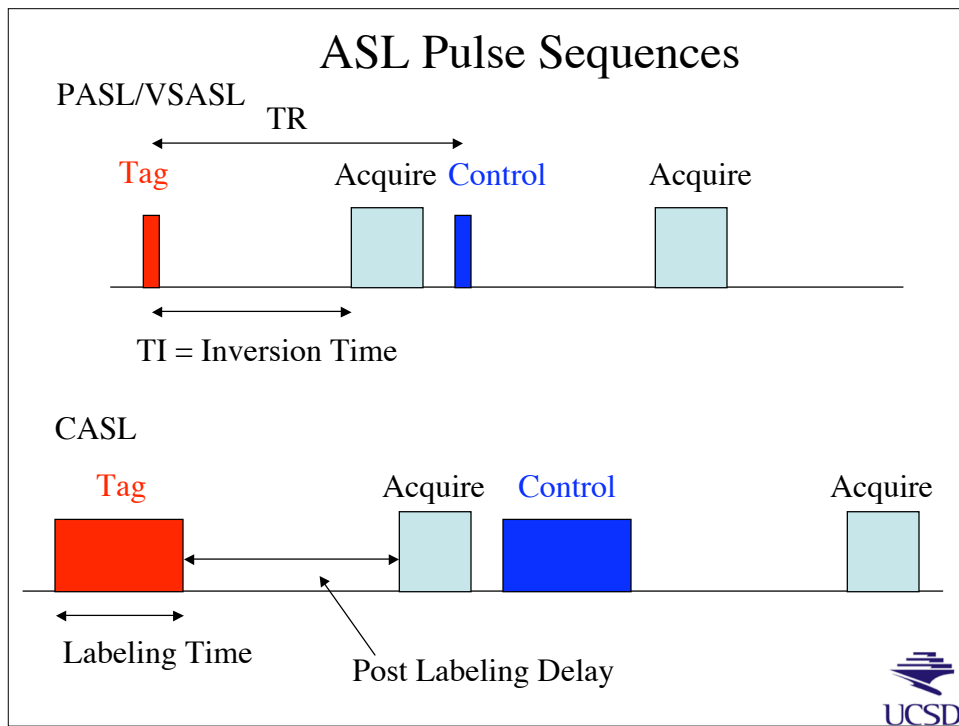 ASL Pulse Sequences
PASL/VSASL
TR
Tag
Acquire
Control
Acquire
TI = Inversion Time
CASL
Tag
Acquire
Control
Acquire
Labeling Time
Post Labeling Delay
UCSD